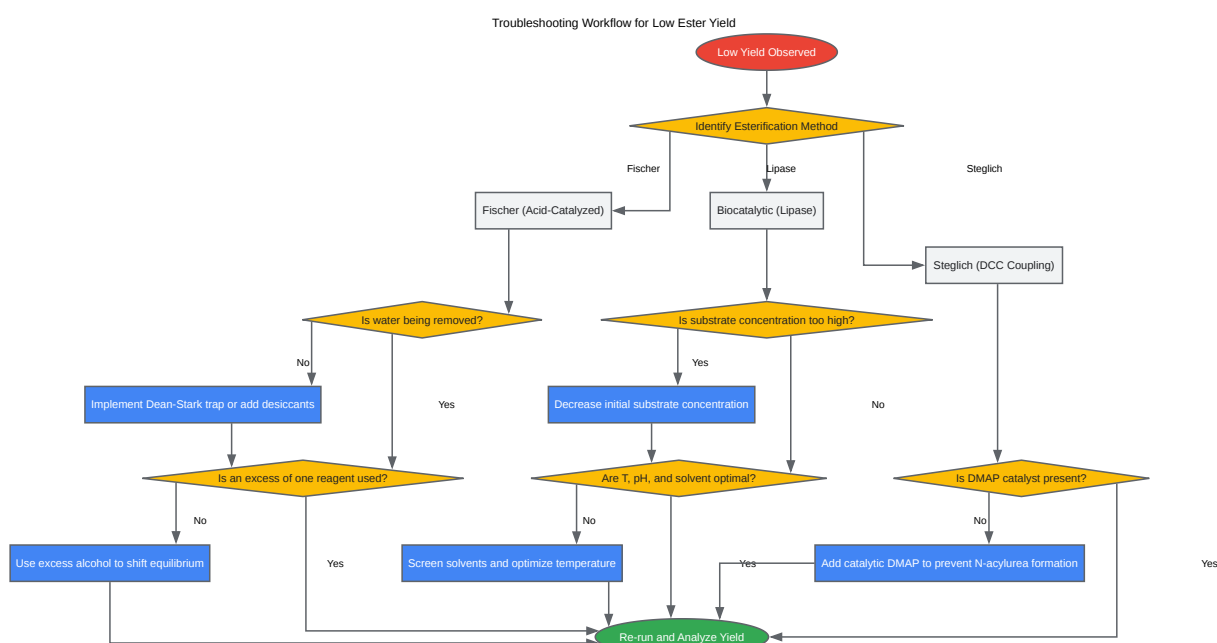 Troubleshooting Workflow for Low Ester Yield
Low Yield Observed
Identify Esterification Method
Fischer
Lipase
Steglich
Fischer (Acid-Catalyzed)
Biocatalytic (Lipase)
Steglich (DCC Coupling)
Is water being removed?
Is substrate concentration too high?
No
Yes
Implement Dean-Stark trap or add desiccants
Yes
Decrease initial substrate concentration
No
Is an excess of one reagent used?
Are T, pH, and solvent optimal?
Is DMAP catalyst present?
No
No
No
Use excess alcohol to shift equilibrium
Yes
Screen solvents and optimize temperature
Yes
Add catalytic DMAP to prevent N-acylurea formation
Yes
Re-run and Analyze Yield